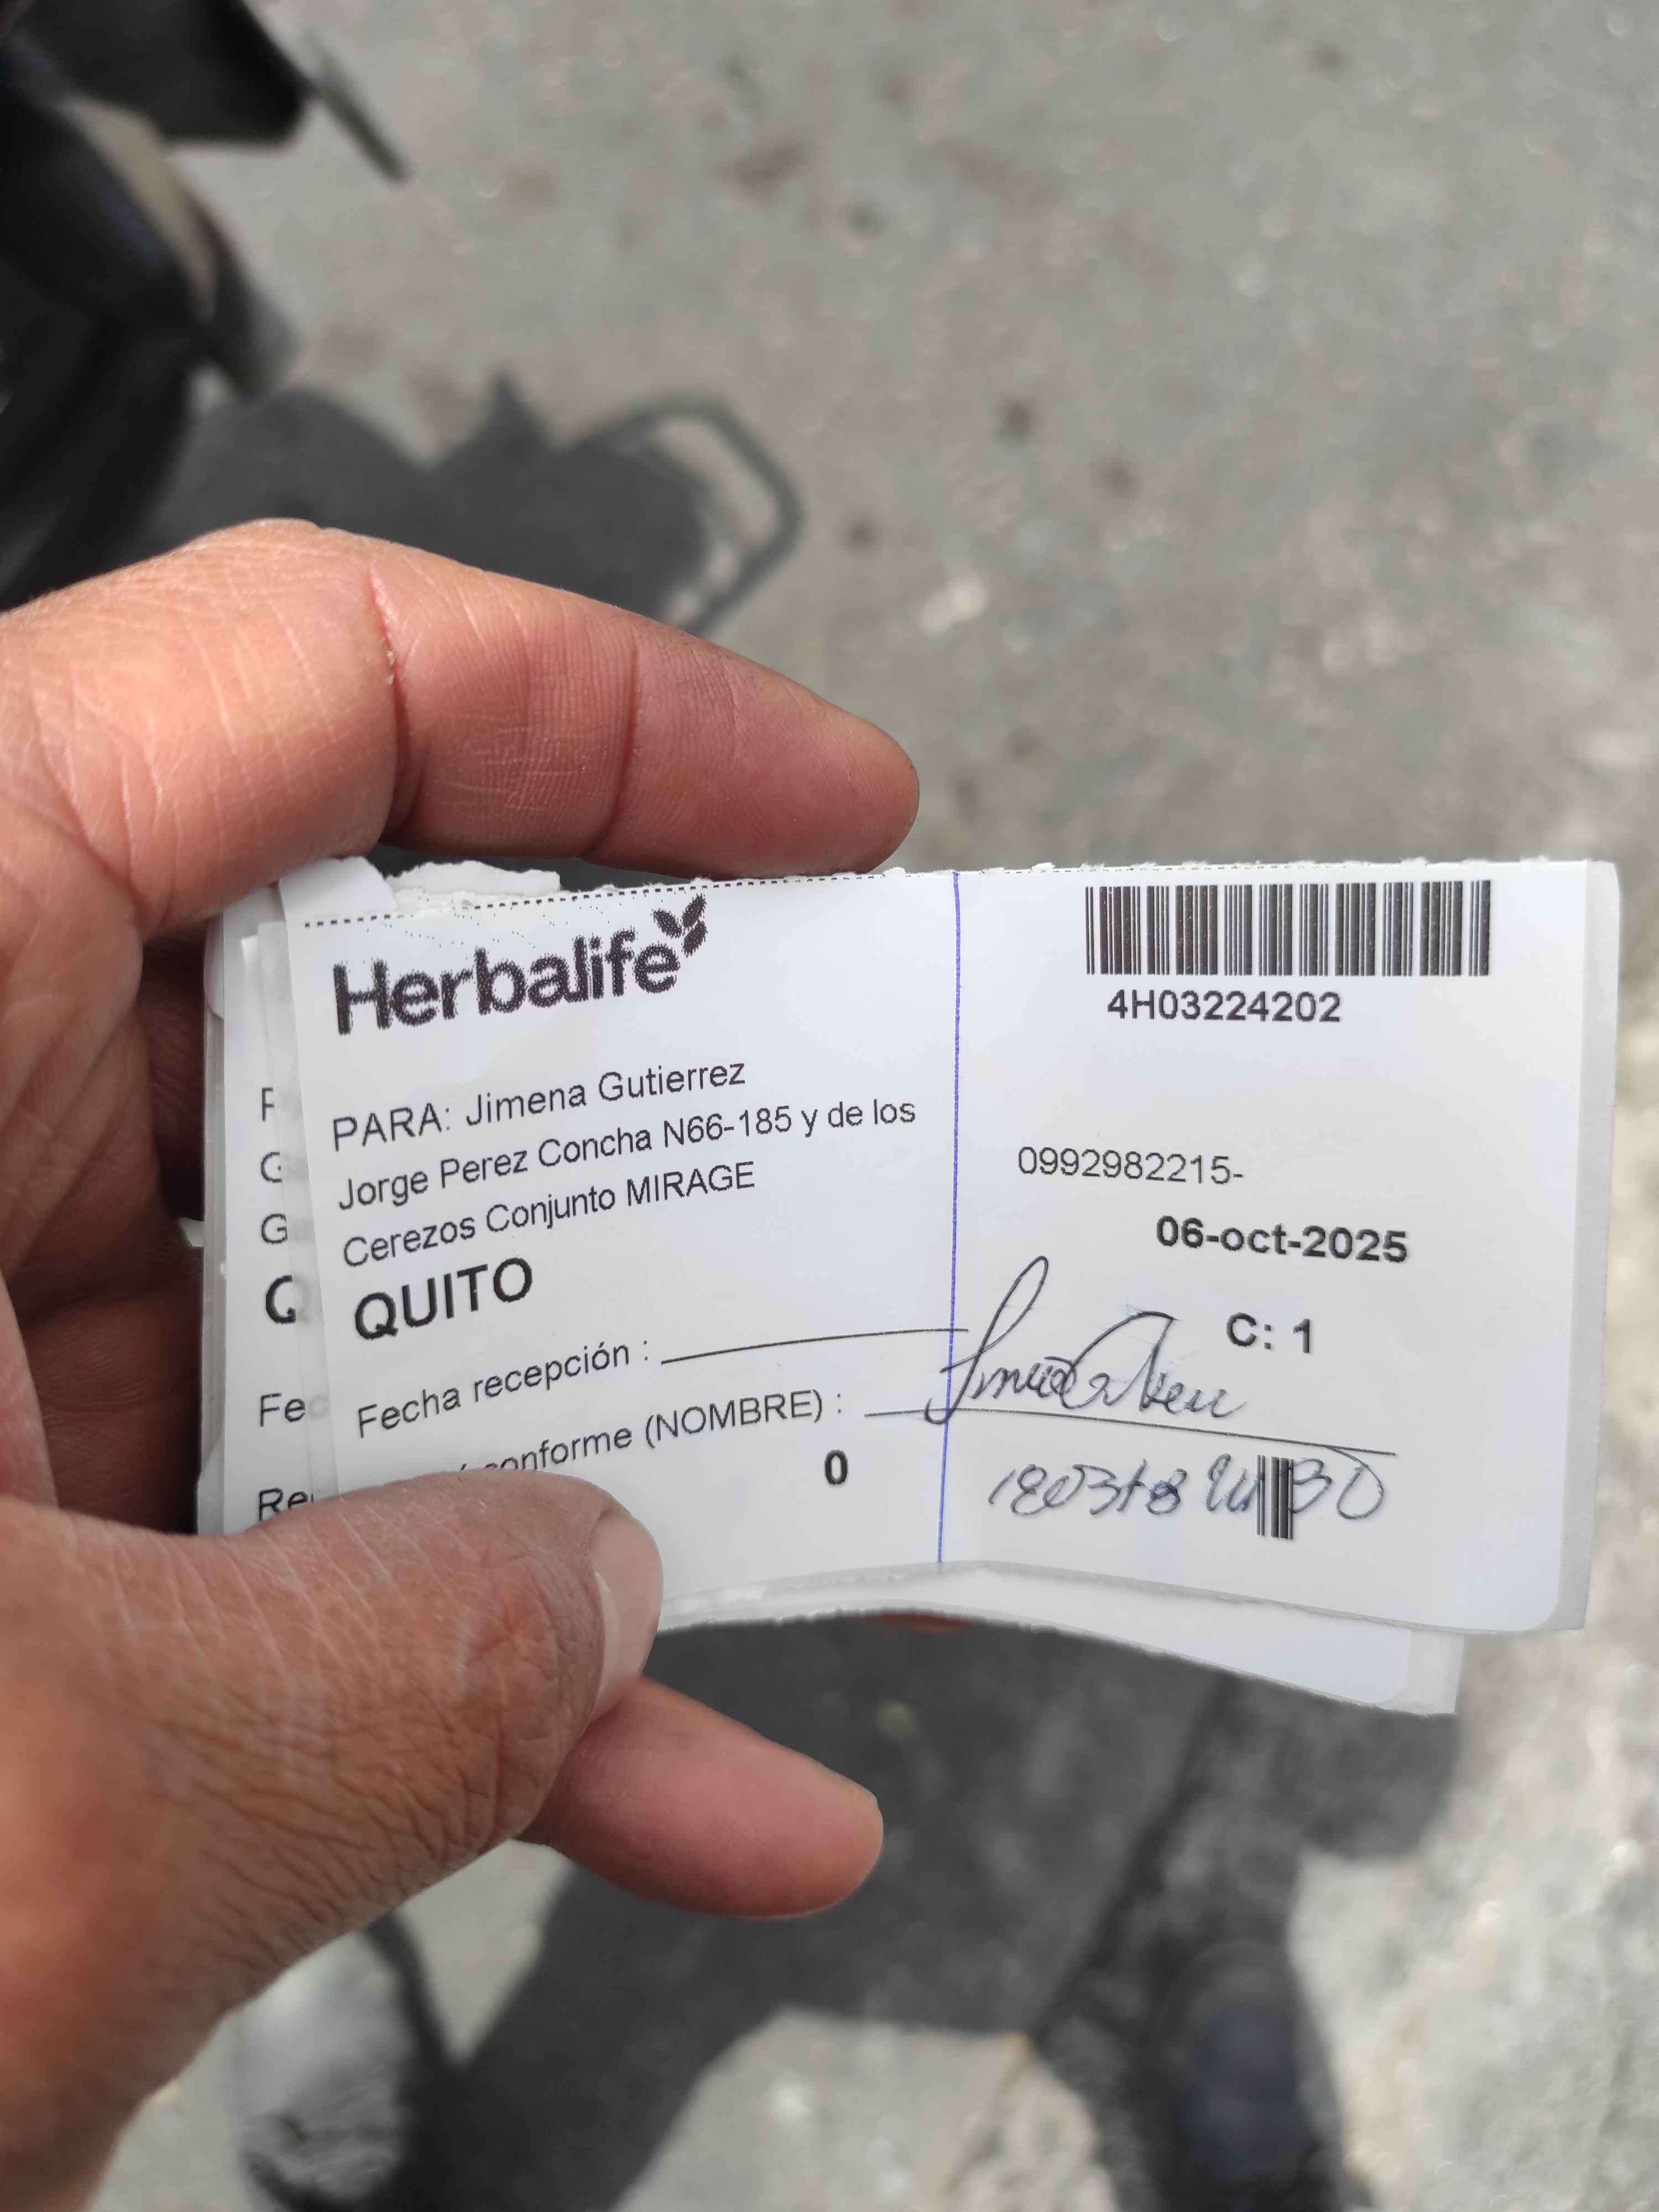 Herbalife
PARA: Jimena Gutierrez
Jorge Perez Concha N66-185 y de los
Cerezos Conjunto MIRAGE
QUITO
Fecha recepción :
conforme (NOMBRE) :
0
4H03224202
0992982215-
06-oct-2025
C: 1